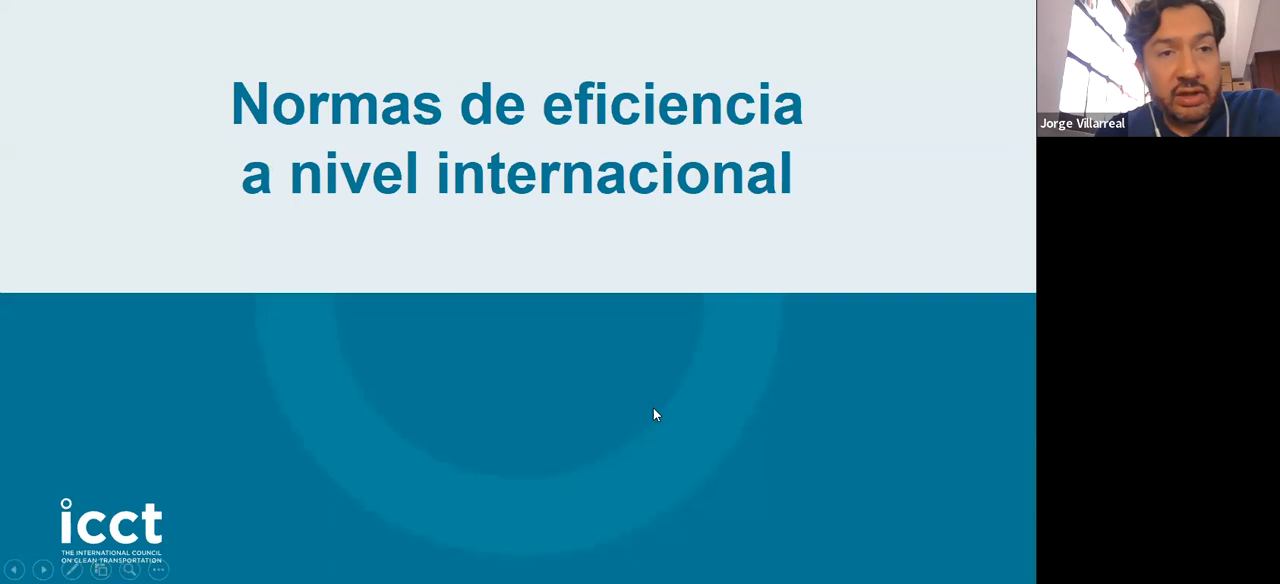 Normas de eficiencia
a nivel internacional
Jorge Villarreal
icct
THE INTERNATIONAL COUNCIL
ON CLEAN TRANSPORTATION